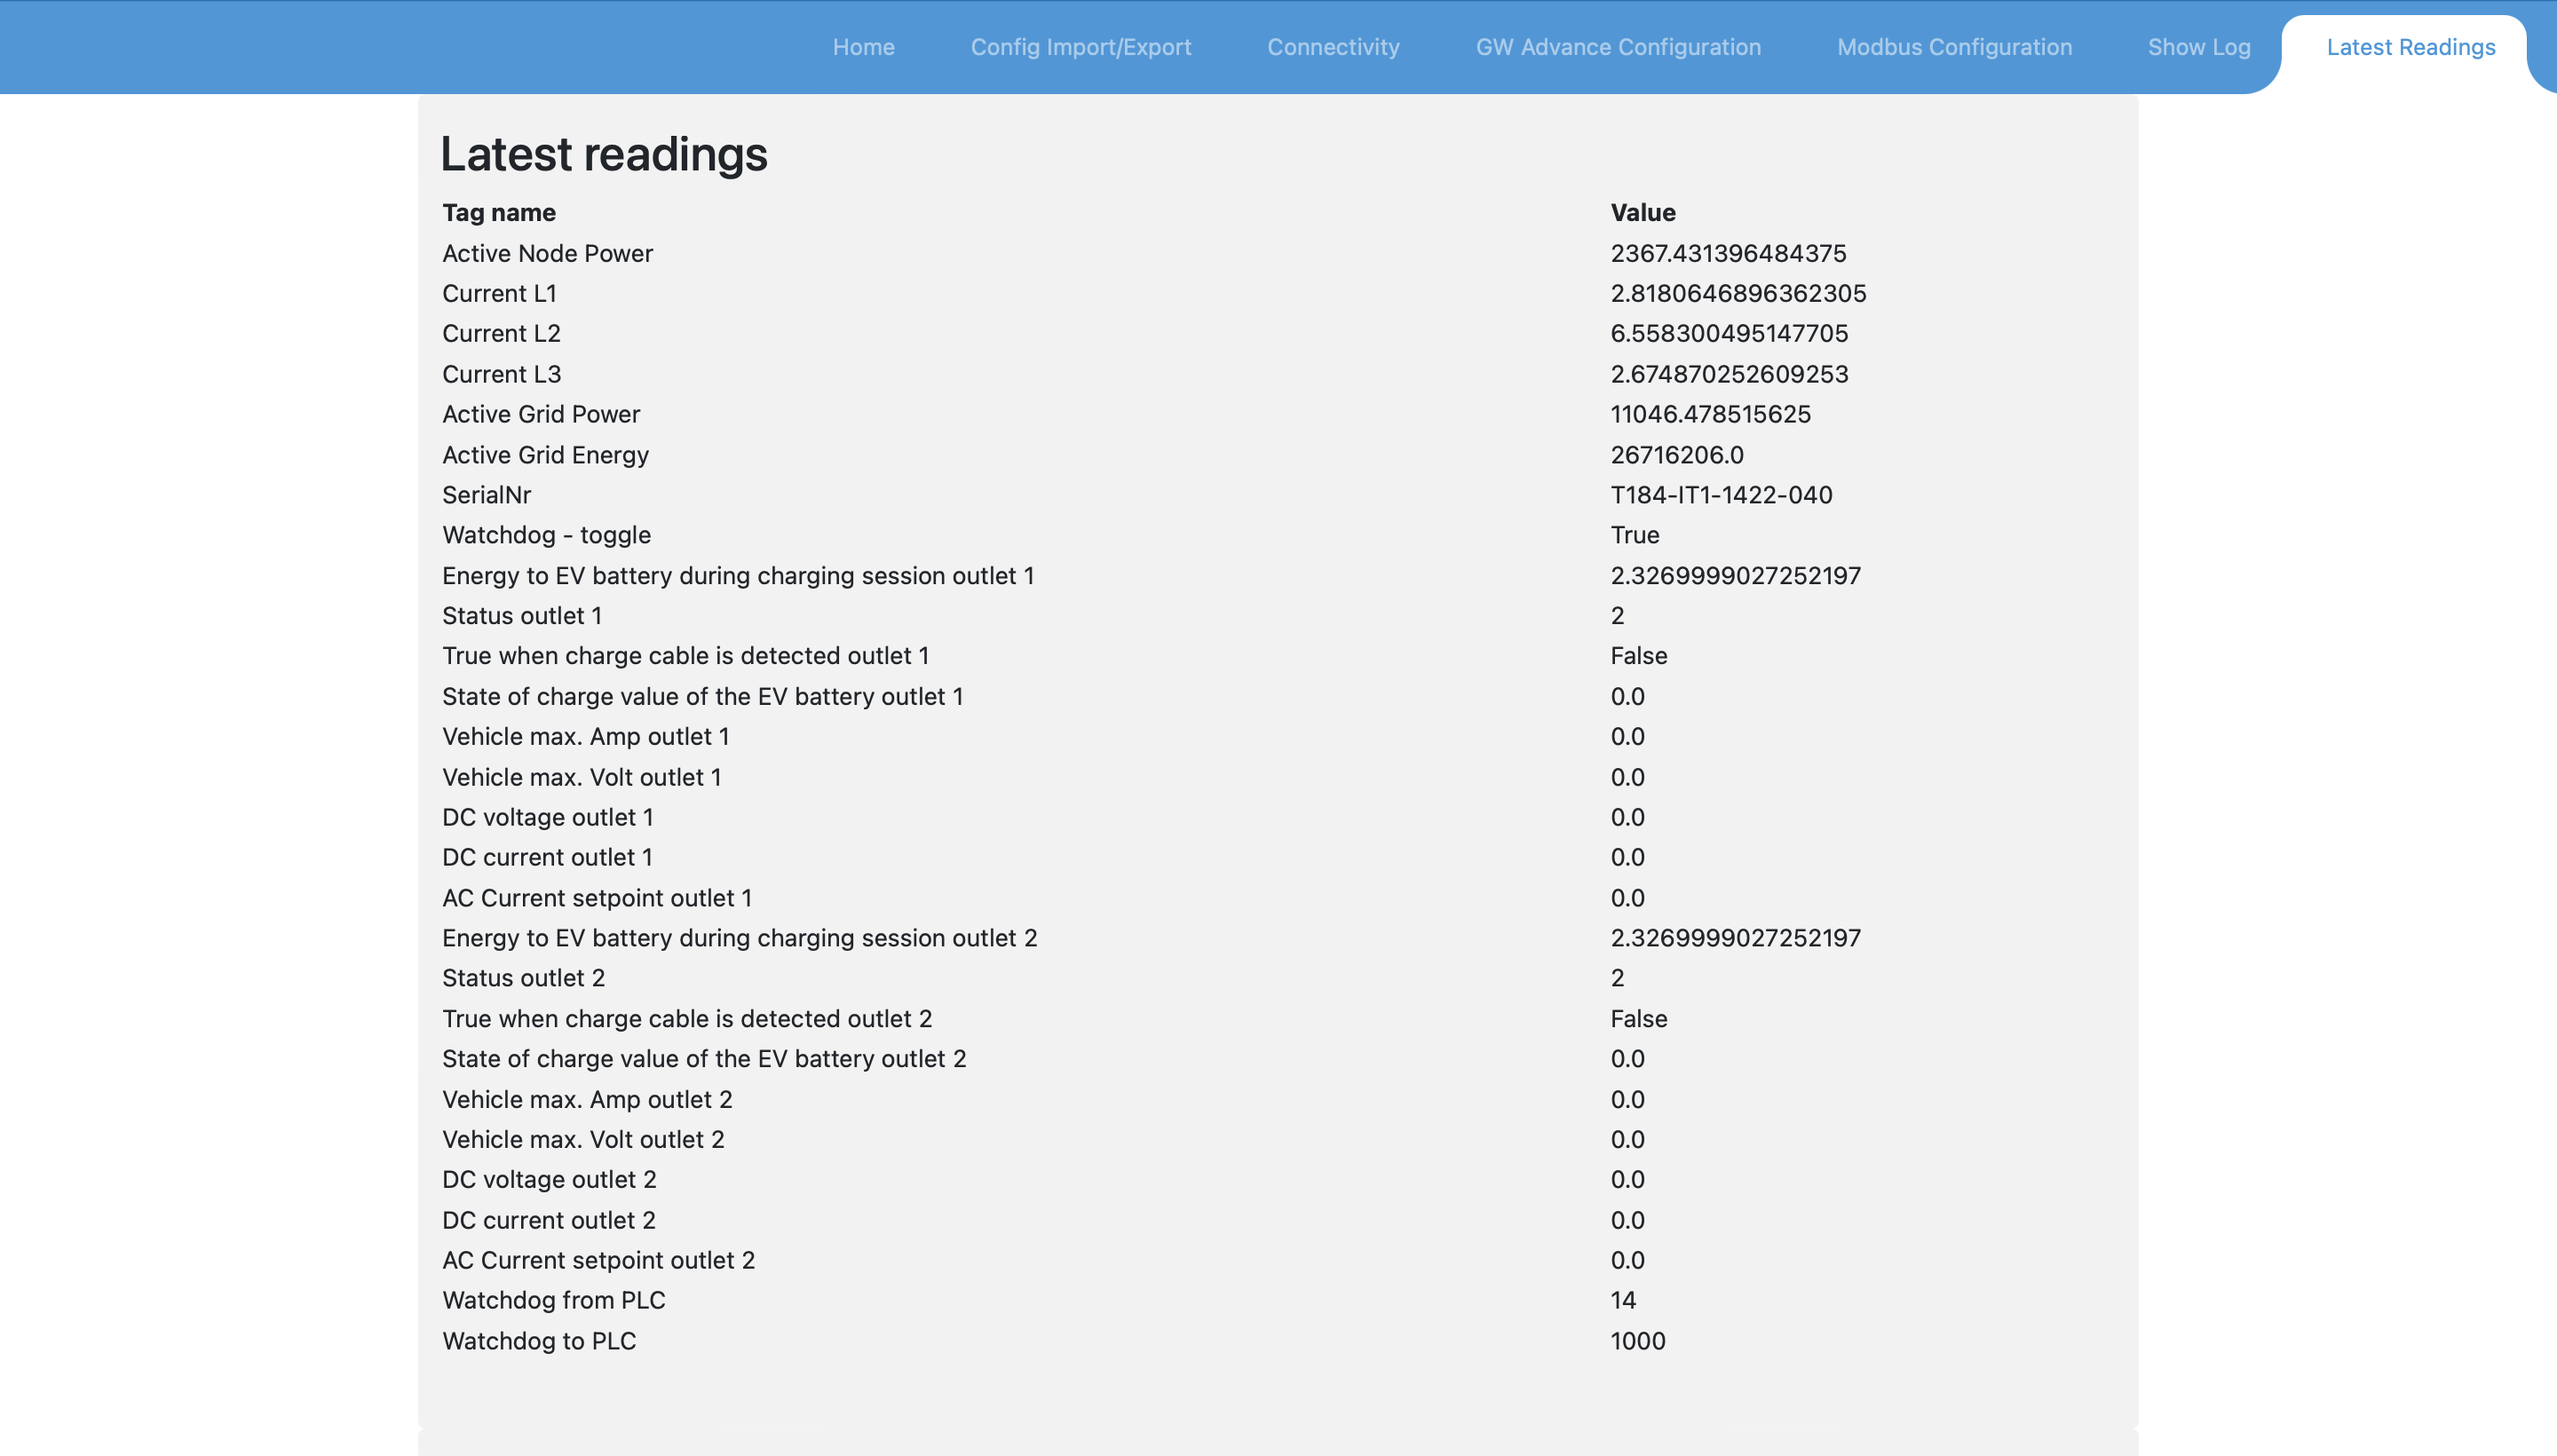 Home Config Import/Export Connectivity GW Advance Configuration Modbus Configuration Show Log Latest Readings
Latest readings
Tag name Value
Active Node Power 2367.431396484375
Current L1 2.8180646896362305
Current L2 6.558300495147705
Current L3 2.674870252609253
Active Grid Power 11046.478515625
Active Grid Energy 26716206.0
SerialNr T184-IT1-1422-040
Watchdog - toggle True
Energy to EV battery during charging session outlet 1 2.3269999027252197
Status outlet 1 2
True when charge cable is detected outlet 1 False
State of charge value of the EV battery outlet 1 0.0
Vehicle max. Amp outlet 1 0.0
Vehicle max. Volt outlet 1 0.0
DC voltage outlet 1 0.0
DC current outlet 1 0.0
AC Current setpoint outlet 1 0.0
Energy to EV battery during charging session outlet 2 2.3269999027252197
Status outlet 2 2
True when charge cable is detected outlet 2 False
State of charge value of the EV battery outlet 2 0.0
Vehicle max. Amp outlet 2 0.0
Vehicle max. Volt outlet 2 0.0
DC voltage outlet 2 0.0
DC current outlet 2 0.0
AC Current setpoint outlet 2 0.0
Watchdog from PLC 14
Watchdog to PLC 1000